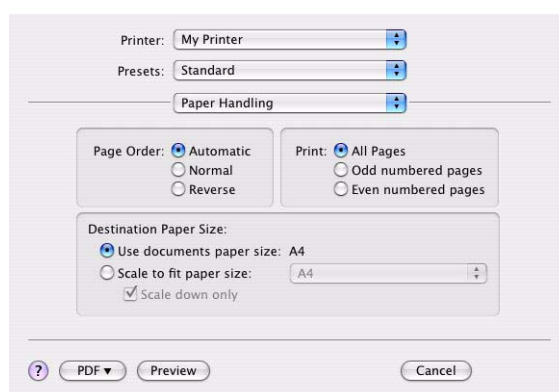 Printer: My Printer
Presets: Standard
Paper Handling
Page Order: Automatic
Normal
Reverse
Print: All Pages
Odd numbered pages
Even numbered pages
Destination Paper Size:
Use documents paper size: A4
Scale to fit paper size: A4
Scale down only
? PDF▼ Preview Cancel